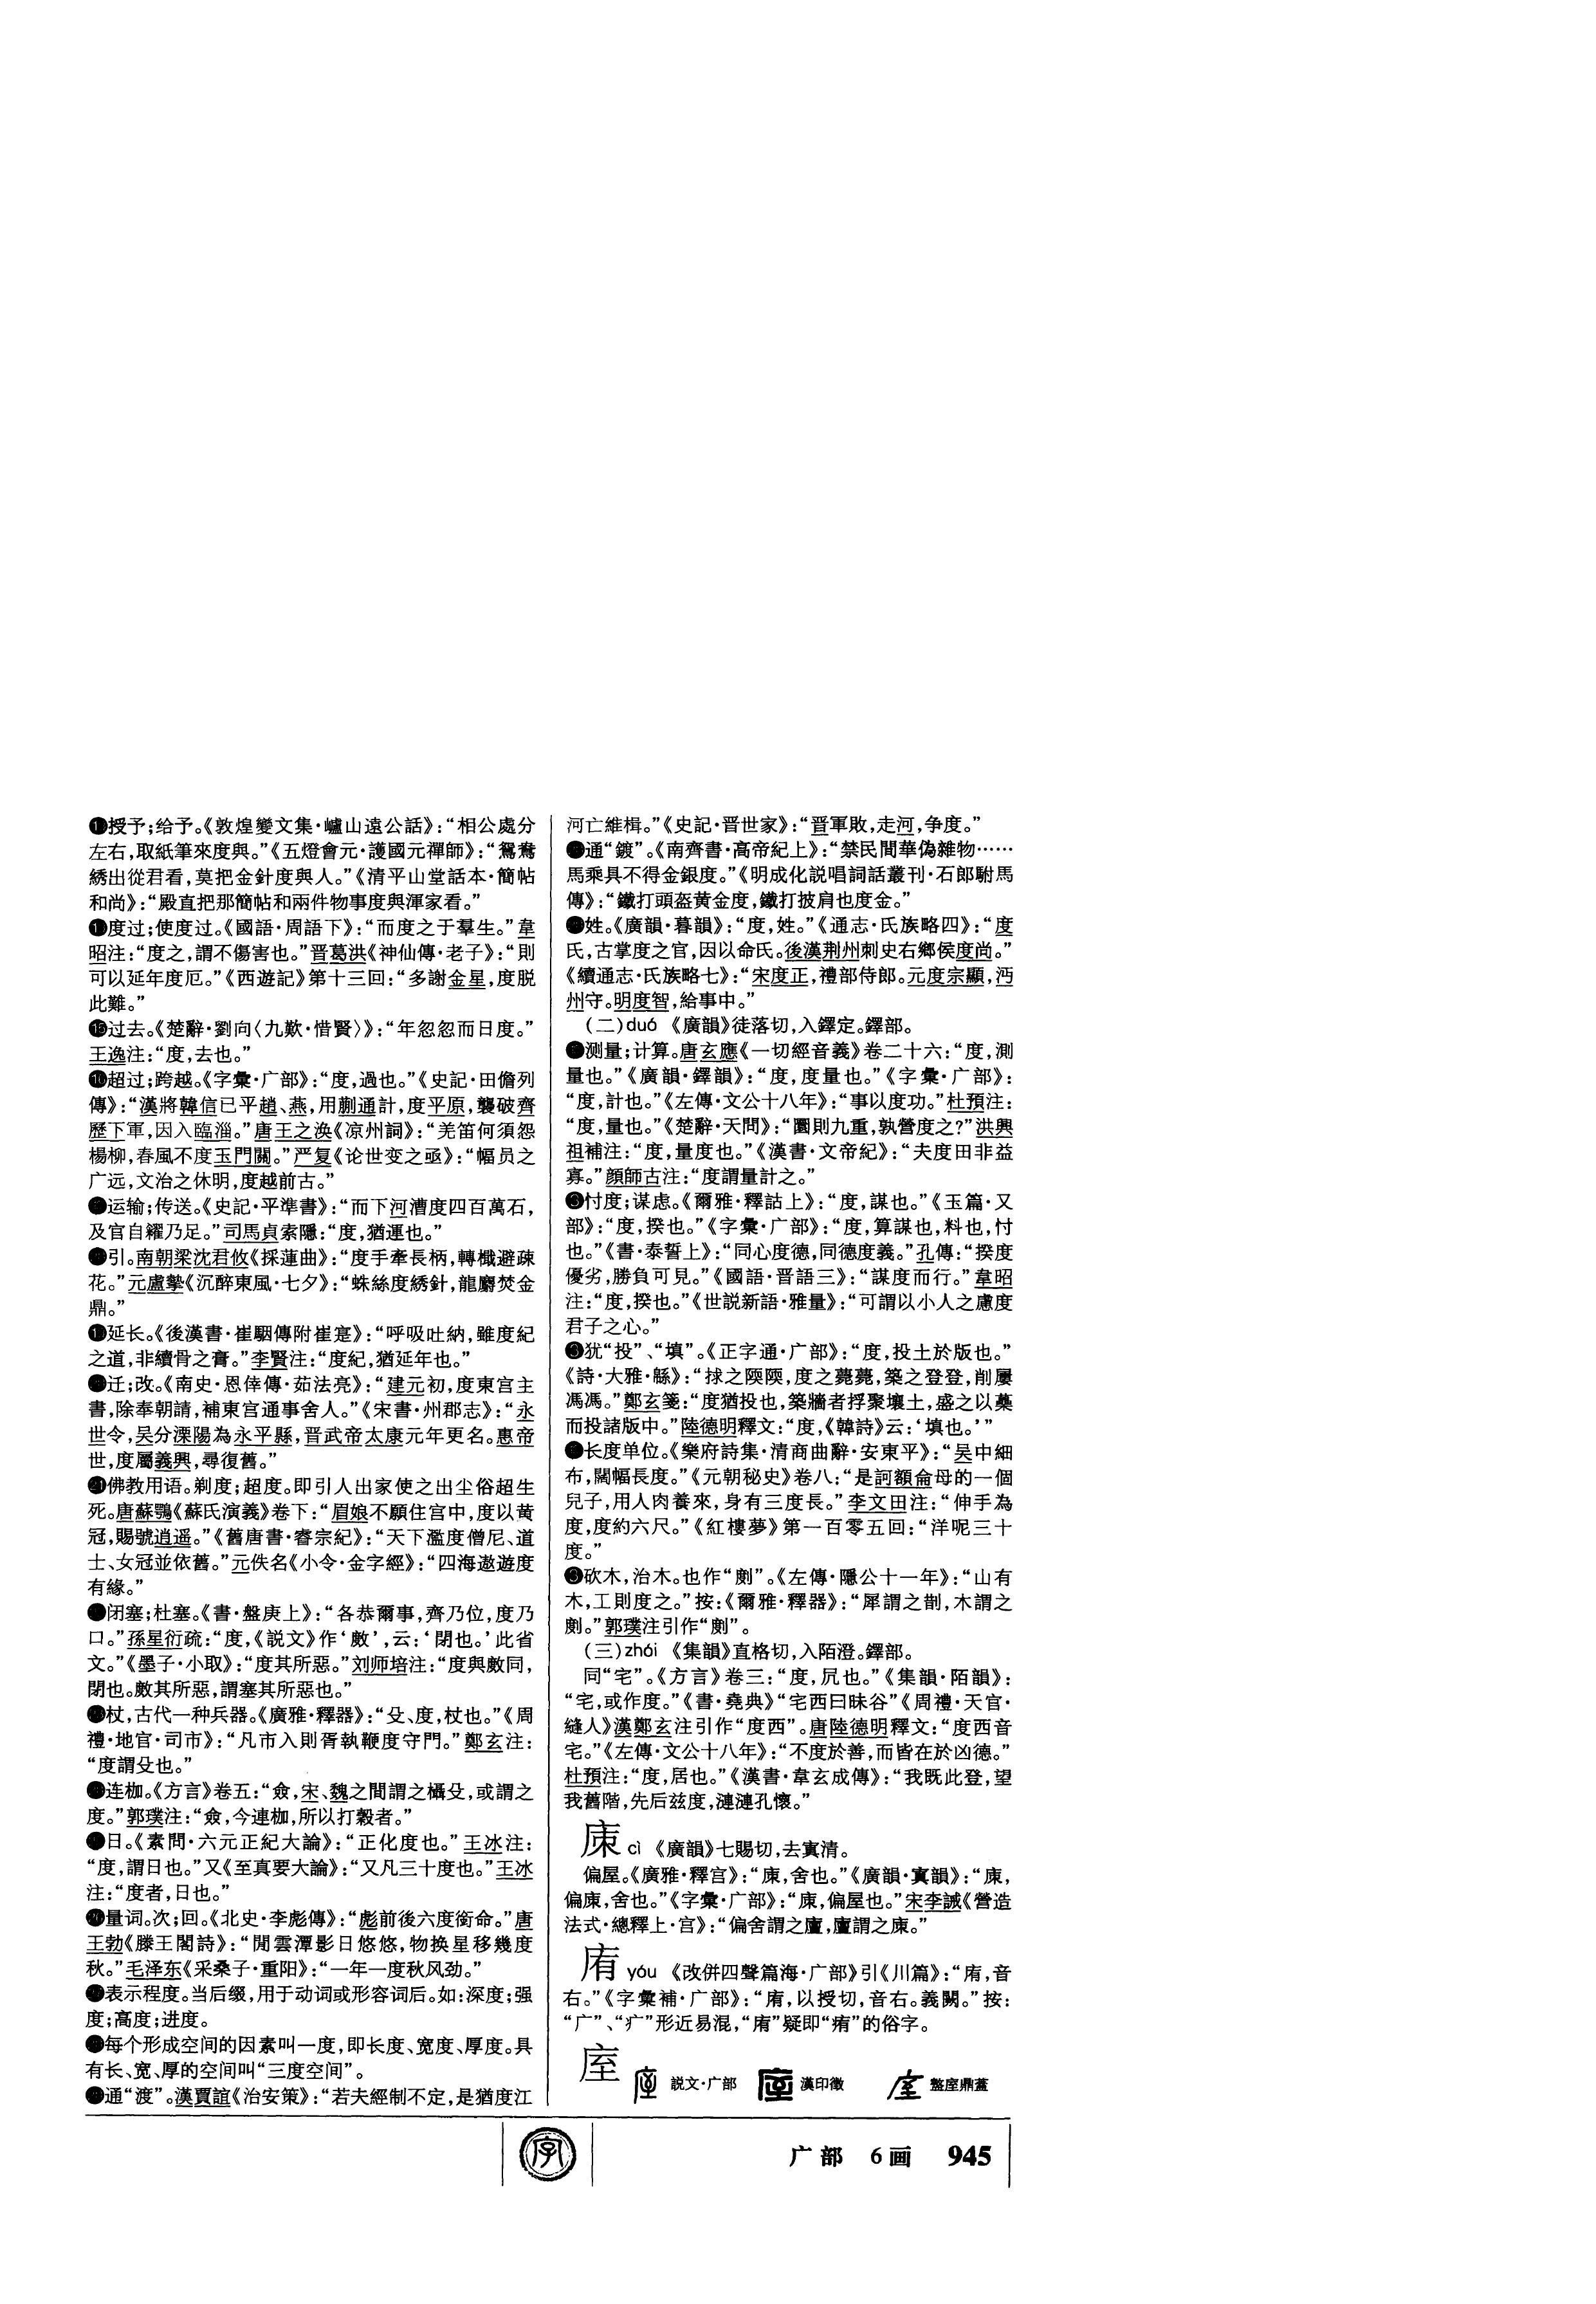 授予;给予。《敦煌變文集·嶇山遠公話》:“相公處分
左右,取紙筆來度與。”《五燈會元·護國元禪師》:“鴛鴦
綉出從君看,莫把金針度與人。”《清平山堂話本·簡帖
和尚》:“殿直把那簡帖和兩件物事度與渾家看。”
度过;使度过。《國語·周語下》:“而度之于羣生。”韋
昭注:“度之,謂不傷害也。”晋葛洪《神仙傳·老子》:“則
可以延年度厄。”《西遊記》第十三回:“多謝金星,度脱
此難。”
⓯过去。《楚辭·劉向〈九歎·惜賢〉》:“年忽忽而日度。”
王逸注:“度,去也。”
⓰超过;跨越。《字彙·广部》:“度,過也。”《史記·田儋列
傳》:“漢將韓信已平趙、燕,用蒯通計,度平原,襲破齊
歷下軍,因入臨淄。”唐王之涣《凉州詞》:“羌笛何須怨
楊柳,春風不度玉門關。”严复《论世变之亟》:“幅员之
广远,文治之休明,度越前古。”
运输;传送。《史記·平準書》:“而下河漕度四百萬石,
及官自糴乃足。”司馬貞索隱:“度,猶運也。”
引。南朝梁沈君攸《採蓮曲》:“度手牽長柄,轉檝避疎
花。”元盧摯《沉醉東風·七夕》:“蛛絲度綉針,龍麝焚金
鼎。”
延长。《後漢書·崔駰傳附崔寔》:“呼吸吐納,雖度紀
之道,非續骨之膏。”李賢注:“度紀,猶延年也。”
迁;改。《南史·恩倖傳·茹法亮》:“建元初,度東宫主
書,除奉朝請,補東宫通事舍人。”《宋書·州郡志》:“永
世令,吴分溧陽為永平縣,晋武帝太康元年更名。惠帝
世,度屬義興,尋復舊。”
㉑佛教用语。剃度;超度。即引人出家使之出尘俗超生
死。唐蘇鶚《蘇氏演義》卷下:“眉娘不願住宫中,度以黄
冠,賜號逍遥。”《舊唐書·睿宗紀》:“天下濫度僧尼、道
士、女冠並依舊。”元佚名《小令·金字經》:“四海遨遊度
有緣。”
闭塞;杜塞。《書·盤庚上》:“各恭爾事,齊乃位,度乃
口。”孫星衍疏:“度,《説文》作‘敷’,云:‘閉也。’此省
文。”《墨子·小取》:“度其所惡。”刘师培注:“度與敷同,
閉也。敷其所惡,謂塞其所惡也。”
杖,古代一种兵器。《廣雅·釋器》:“殳、度,杖也。”《周
禮·地官·司市》:“凡市入則胥執鞭度守門。”鄭玄注:
“度謂殳也。”
连枷。《方言》卷五:“僉,宋、魏之間謂之欇殳,或謂之
度。”郭璞注:“僉,今連枷,所以打穀者。”
日。《素問·六元正紀大論》:“正化度也。”王冰注:
“度,謂日也。”又《至真要大論》:“又凡三十度也。”王冰
注:“度者,日也。”
量词。次;回。《北史·李彪傳》:“彪前後六度銜命。”唐
王勃《滕王閣詩》:“閒雲潭影日悠悠,物换星移幾度
秋。”毛泽东《采桑子·重阳》:“一年一度秋风劲。”
表示程度。当后缀,用于动词或形容词后。如:深度;强
度;高度;进度。
每个形成空间的因素叫一度,即长度、宽度、厚度。具
有长、宽、厚的空间叫“三度空间”。
通“渡”。漢賈誼《治安策》:“若夫經制不定,是猶度江
河亡維楫。”《史記·晋世家》:“晋軍敗,走河,争度。”
通“鍍”。《南齊書·高帝紀上》:“禁民間華偽雜物……
馬乘具不得金銀度。”《明成化説唱詞話叢刊·石郎駙馬
傳》:“鐵打頭盔黄金度,鐵打披肩也度金。”
姓。《廣韻·暮韻》:“度,姓。”《通志·氏族略四》:“度
氏,古掌度之官,因以命氏。後漢荆州刺史右鄉侯度尚。”
《續通志·氏族略七》:“宋度正,禮部侍郎。元度宗顯,沔
州守。明度智,給事中。”
(二)duó 《廣韻》徒落切,入鐸定。鐸部。
测量;计算。唐玄應《一切經音義》卷二十六:“度,測
量也。”《廣韻·鐸韻》:“度,度量也。”《字彙·广部》:
“度,計也。”《左傳·文公十八年》:“事以度功。”杜預注:
“度,量也。”《楚辭·天問》:“圜則九重,孰營度之?”洪興
祖補注:“度,量度也。”《漢書·文帝紀》:“夫度田非益
寡。”顔師古注:“度謂量計之。”
忖度;谋虑。《爾雅·釋詁上》:“度,謀也。”《玉篇·又
部》:“度,揆也。”《字彙·广部》:“度,算謀也,料也,忖
也。”《書·泰誓上》:“同心度德,同德度義。”孔傳:“揆度
優劣,勝負可見。”《國語·晋語三》:“謀度而行。”韋昭
注:“度,揆也。”《世説新語·雅量》:“可謂以小人之慮度
君子之心。”
犹“投”、“填”。《正字通·广部》:“度,投土於版也。”
《詩·大雅·緜》:“捄之陾陾,度之薨薨,築之登登,削屢
馮馮。”鄭玄箋:“度猶投也,築牆者捊聚壤土,盛之以蔂
而投諸版中。”陸德明釋文:“度,《韓詩》云:‘填也。’”
长度单位。《樂府詩集·清商曲辭·安東平》:“吴中細
布,闊幅長度。”《元朝秘史》卷八:“是訶額侖母的一個
兒子,用人肉養來,身有三度長。”李文田注:“伸手為
度,度約六尺。”《紅樓夢》第一百零五回:“洋呢三十
度。”
砍木,治木。也作“剫”。《左傳·隱公十一年》:“山有
木,工則度之。”按:《爾雅·釋器》:“犀謂之剒,木謂之
剫。”郭璞注引作“剫”。
(三)zhái 《集韻》直格切,入陌澄。鐸部。
同“宅”。《方言》卷三:“度,凥也。”《集韻·陌韻》:
“宅,或作度。”《書·堯典》“宅西曰昧谷”《周禮·天官·
縫人》漢鄭玄注引作“度西”。唐陸德明釋文:“度西音
宅。”《左傳·文公十八年》:“不度於善,而皆在於凶德。”
杜預注:“度,居也。”《漢書·韋玄成傳》:“我既此登,望
我舊階,先后兹度,漣漣孔懷。”
庲 cì 《廣韻》七賜切,去寘清。
偏屋。《廣雅·釋宫》:“庲,舍也。”《廣韻·寘韻》:“庲,
偏庲,舍也。”《字彙·广部》:“庲,偏屋也。”宋李誡《營造
法式·總釋上·宫》:“偏舍謂之廬,廬謂之庲。”
庮 yóu 《改併四聲篇海·广部》引《川篇》:“庮,音
右。”《字彙補·广部》:“庮,以授切,音右。義闕。”按:
“广”、“疒”形近易混,“庮”疑即“痏”的俗字。
庢 説文·广部 漢印徵 盩庢鼎蓋
字 广部 6画 945